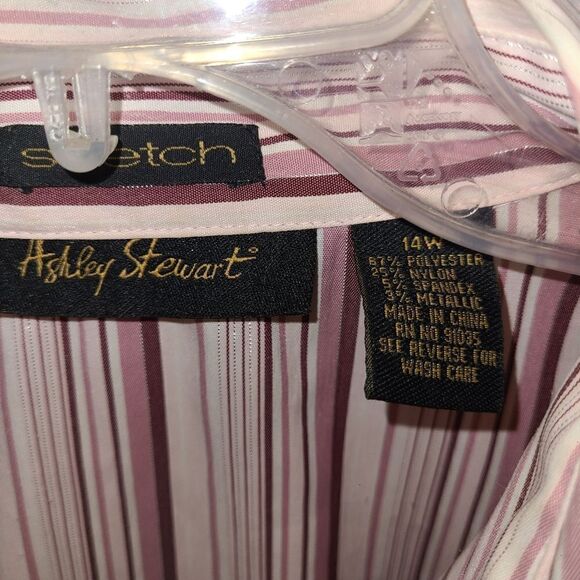 stretch
Ashley Stewart
14W
67% POLYESTER
25% NYLON
5% SPANDEX
3% METALLIC
MADE IN CHINA
RN NO 91035
SEE REVERSE FOR
WASH CARE